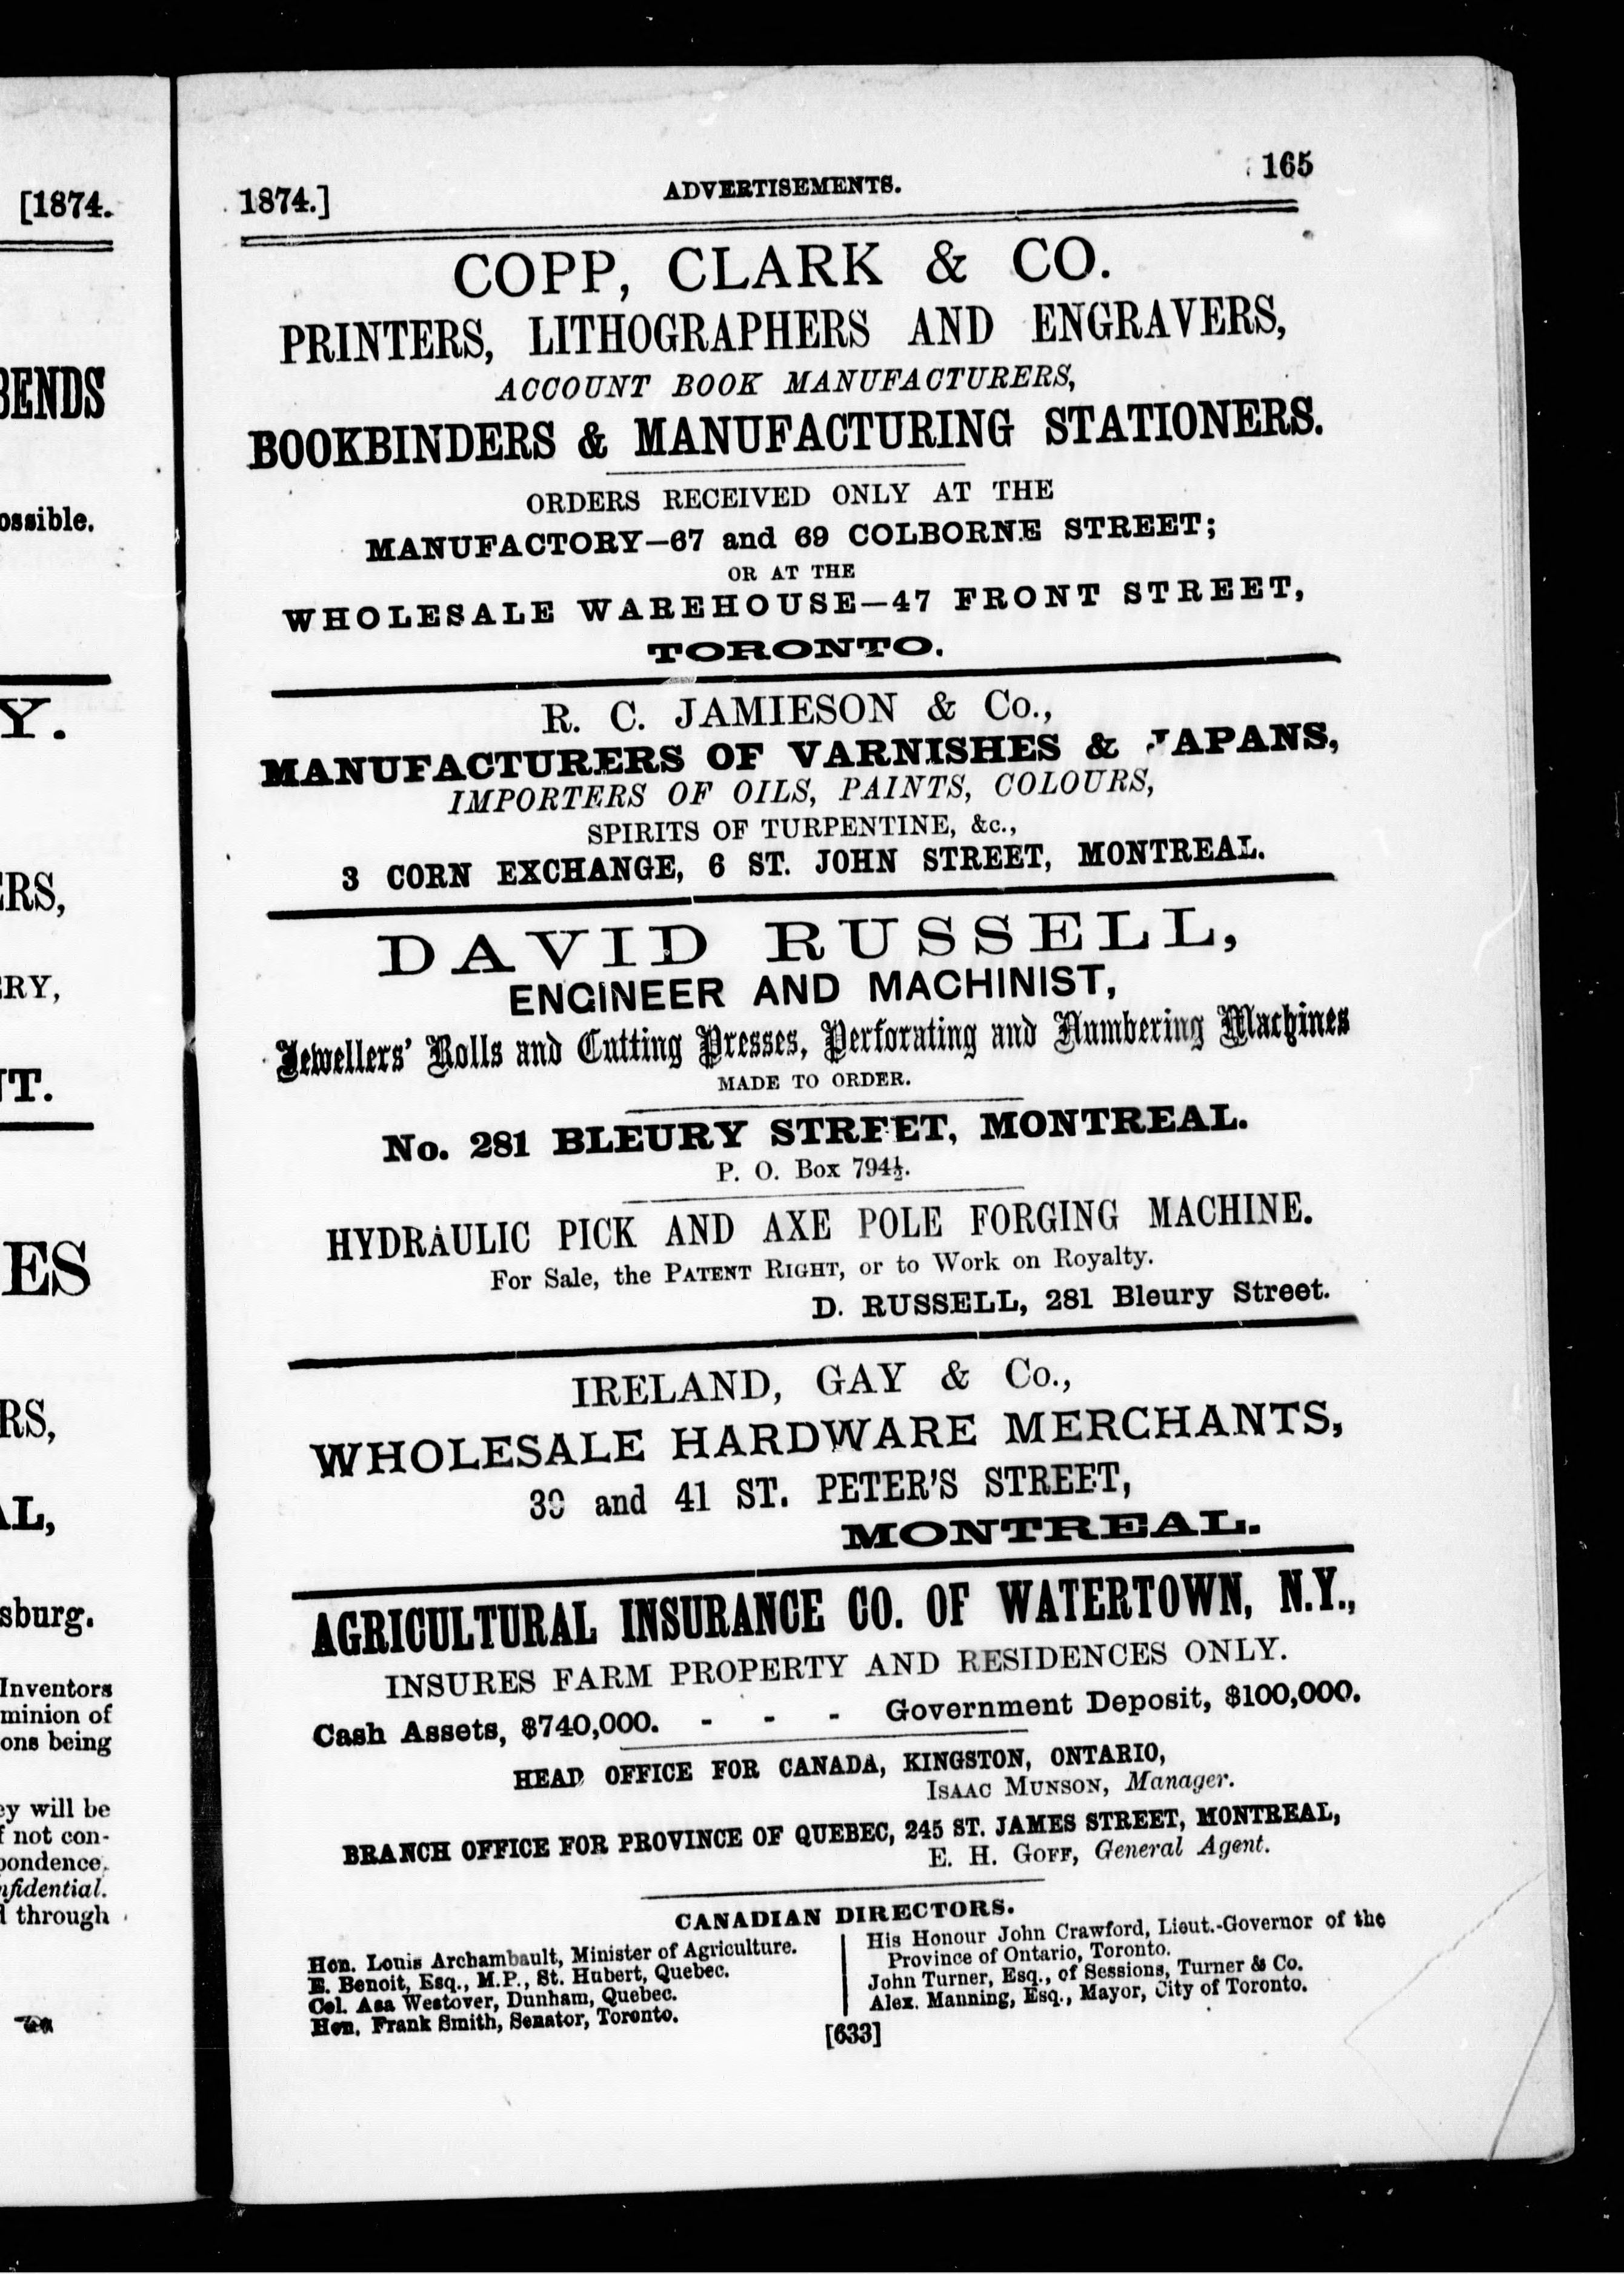 [1874.
BENDS
ossible.
Y.
ERS,
ERY,
NT.
ES
RS,
AL,
sburg.
Inventors
minion of
ons being
ey will be
f not con-
pondence.
nfidential.
d through
1874.] ADVERTISEMENTS. 165
COPP, CLARK & CO.
PRINTERS, LITHOGRAPHERS AND ENGRAVERS,
ACCOUNT BOOK MANUFACTURERS,
BOOKBINDERS & MANUFACTURING STATIONERS.
ORDERS RECEIVED ONLY AT THE
MANUFACTORY—67 and 69 COLBORNE STREET;
OR AT THE
WHOLESALE WAREHOUSE—47 FRONT STREET,
TORONTO.
R. C. JAMIESON & Co.,
MANUFACTURERS OF VARNISHES & JAPANS,
IMPORTERS OF OILS, PAINTS, COLOURS,
SPIRITS OF TURPENTINE, &c.,
3 CORN EXCHANGE, 6 ST. JOHN STREET, MONTREAL.
DAVID RUSSELL,
ENGINEER AND MACHINIST,
Jewellers' Rolls and Cutting Presses, Perforating and Numbering Machines
MADE TO ORDER.
No. 281 BLEURY STREET, MONTREAL.
P. O. Box 794½.
HYDRAULIC PICK AND AXE POLE FORGING MACHINE.
For Sale, the PATENT RIGHT, or to Work on Royalty.
D. RUSSELL, 281 Bleury Street.
IRELAND, GAY & Co.,
WHOLESALE HARDWARE MERCHANTS,
39 and 41 ST. PETER'S STREET,
MONTREAL.
AGRICULTURAL INSURANCE CO. OF WATERTOWN, N.Y.,
INSURES FARM PROPERTY AND RESIDENCES ONLY.
Cash Assets, $740,000. - - - Government Deposit, $100,000.
HEAD OFFICE FOR CANADA, KINGSTON, ONTARIO,
ISAAC MUNSON, Manager.
BRANCH OFFICE FOR PROVINCE OF QUEBEC, 245 ST. JAMES STREET, MONTREAL,
E. H. GOFF, General Agent.
CANADIAN DIRECTORS.
Hon. Louis Archambault, Minister of Agriculture.
E. Benoit, Esq., M.P., St. Hubert, Quebec.
Col. Asa Westover, Dunham, Quebec.
Hon. Frank Smith, Senator, Toronto.
His Honour John Crawford, Lieut.-Governor of the
Province of Ontario, Toronto.
John Turner, Esq., of Sessions, Turner & Co.
Alex. Manning, Esq., Mayor, City of Toronto.
[633]